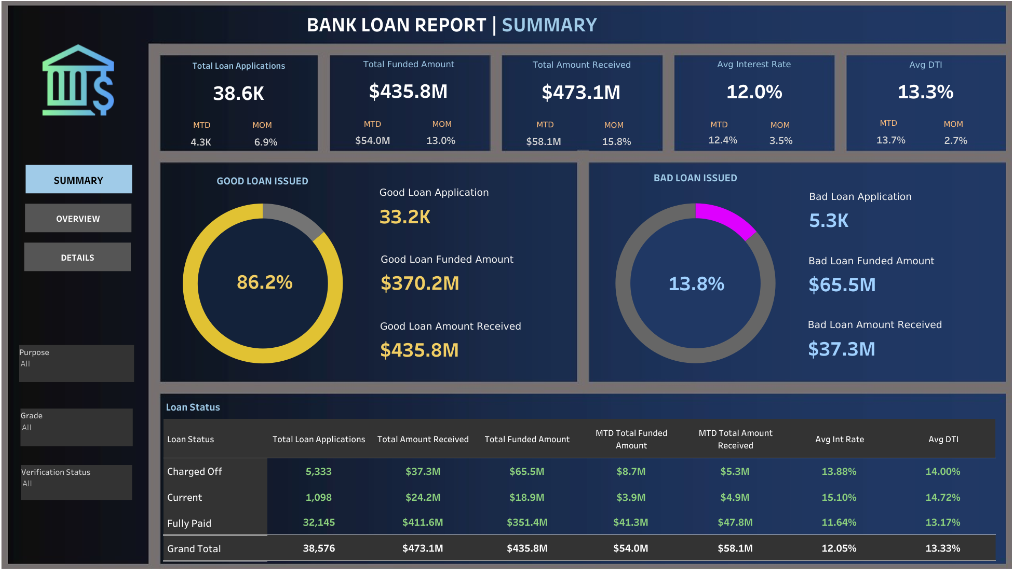 BANK LOAN REPORT | SUMMARY
Total Loan Applications
38.6K
MTD MOM
4.3K 6.9%
Total Funded Amount
$435.8M
MTD MOM
$54.0M 13.0%
Total Amount Received
$473.1M
MTD MOM
$58.1M 15.8%
Avg Interest Rate
12.0%
MTD MOM
12.4% 3.5%
Avg DTI
13.3%
MTD MOM
13.7% 2.7%
SUMMARY
OVERVIEW
DETAILS
Purpose
All
Grade
All
Verification Status
All
GOOD LOAN ISSUED
86.2%
Good Loan Application
33.2K
Good Loan Funded Amount
$370.2M
Good Loan Amount Received
$435.8M
BAD LOAN ISSUED
13.8%
Bad Loan Application
5.3K
Bad Loan Funded Amount
$65.5M
Bad Loan Amount Received
$37.3M
Loan Status
Loan Status Total Loan Applications Total Amount Received Total Funded Amount MTD Total Funded Amount MTD Total Amount Received Avg Int Rate Avg DTI
Charged Off 5,333 $37.3M $65.5M $8.7M $5.3M 13.88% 14.00%
Current 1,098 $24.2M $18.9M $3.9M $4.9M 15.10% 14.72%
Fully Paid 32,145 $411.6M $351.4M $41.3M $47.8M 11.64% 13.17%
Grand Total 38,576 $473.1M $435.8M $54.0M $58.1M 12.05% 13.33%